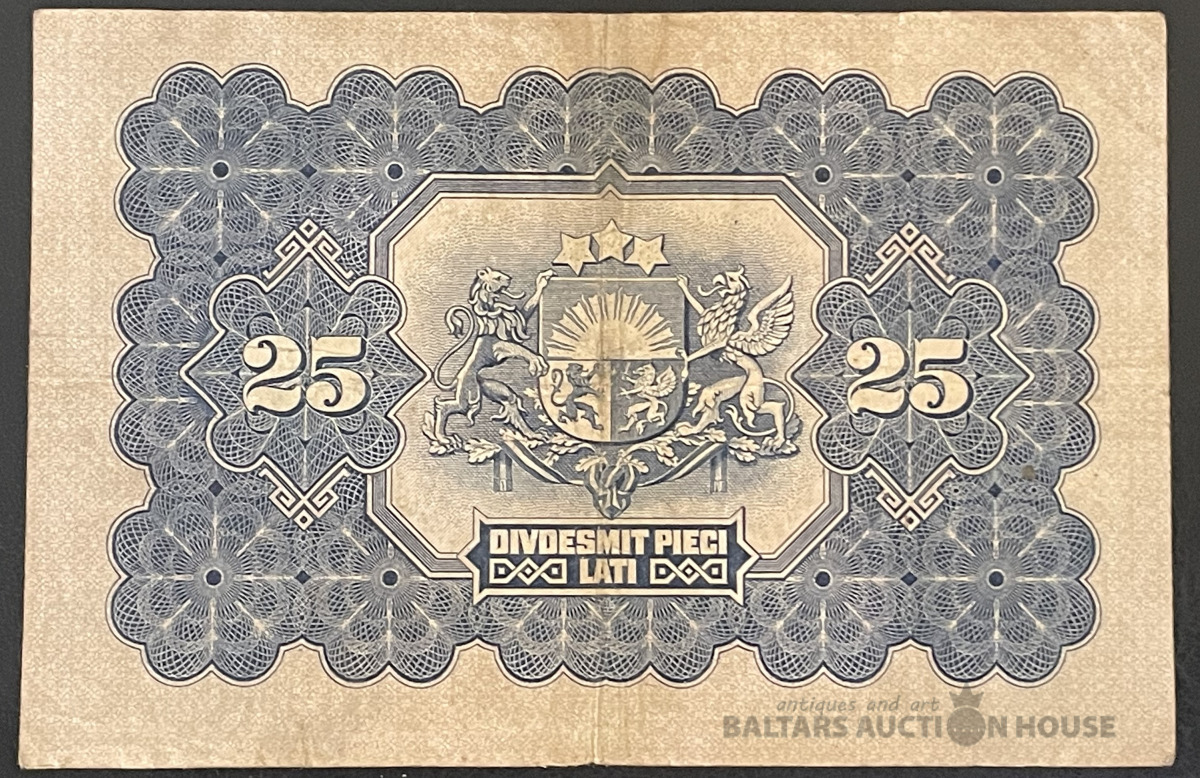 25 25
DIVDESMIT PIECI
LATI
antiques and art
BALTARS AUCTION HOUSE